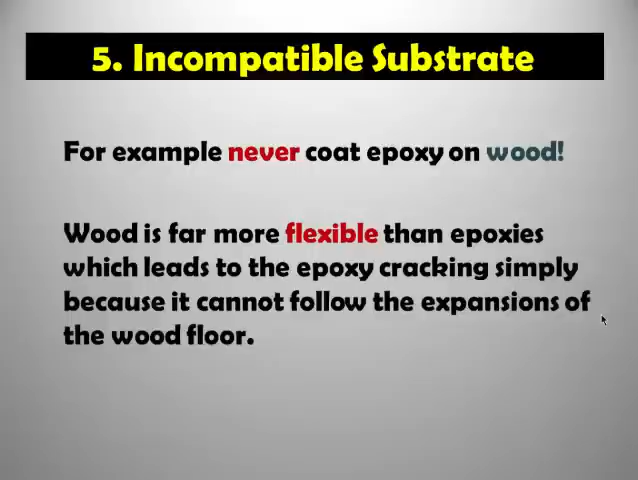 5. Incompatible Substrate
For example never coat epoxy on wood!
Wood is far more flexible than epoxies
which leads to the epoxy cracking simply
because it cannot follow the expansions of
the wood floor.